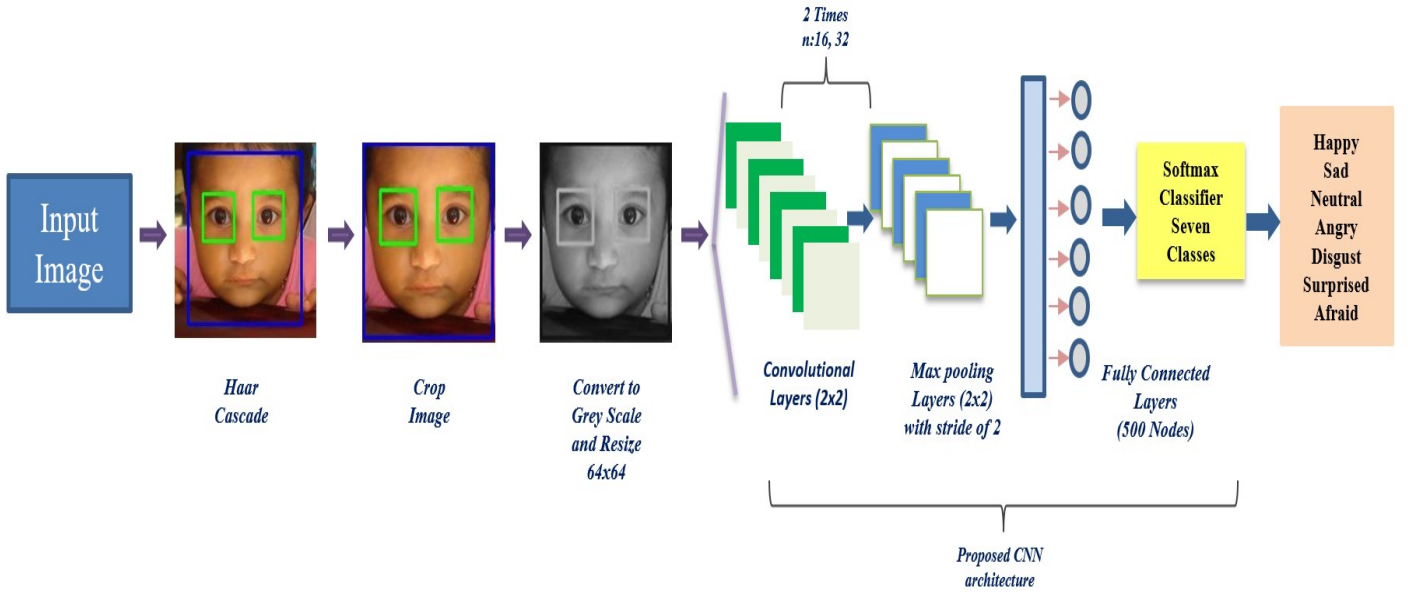 2 Times
n:16, 32
Input
Image
Softmax
Classifier
Seven
Classes
Happy
Sad
Neutral
Angry
Disgust
Surprised
Afraid
Haar
Cascade
Crop
Image
Convert to
Grey Scale
and Resize
64x64
Convolutional
Layers (2x2)
Max pooling
Layers (2x2)
with stride of 2
Fully Connected
Layers
(500 Nodes)
Proposed CNN
architecture